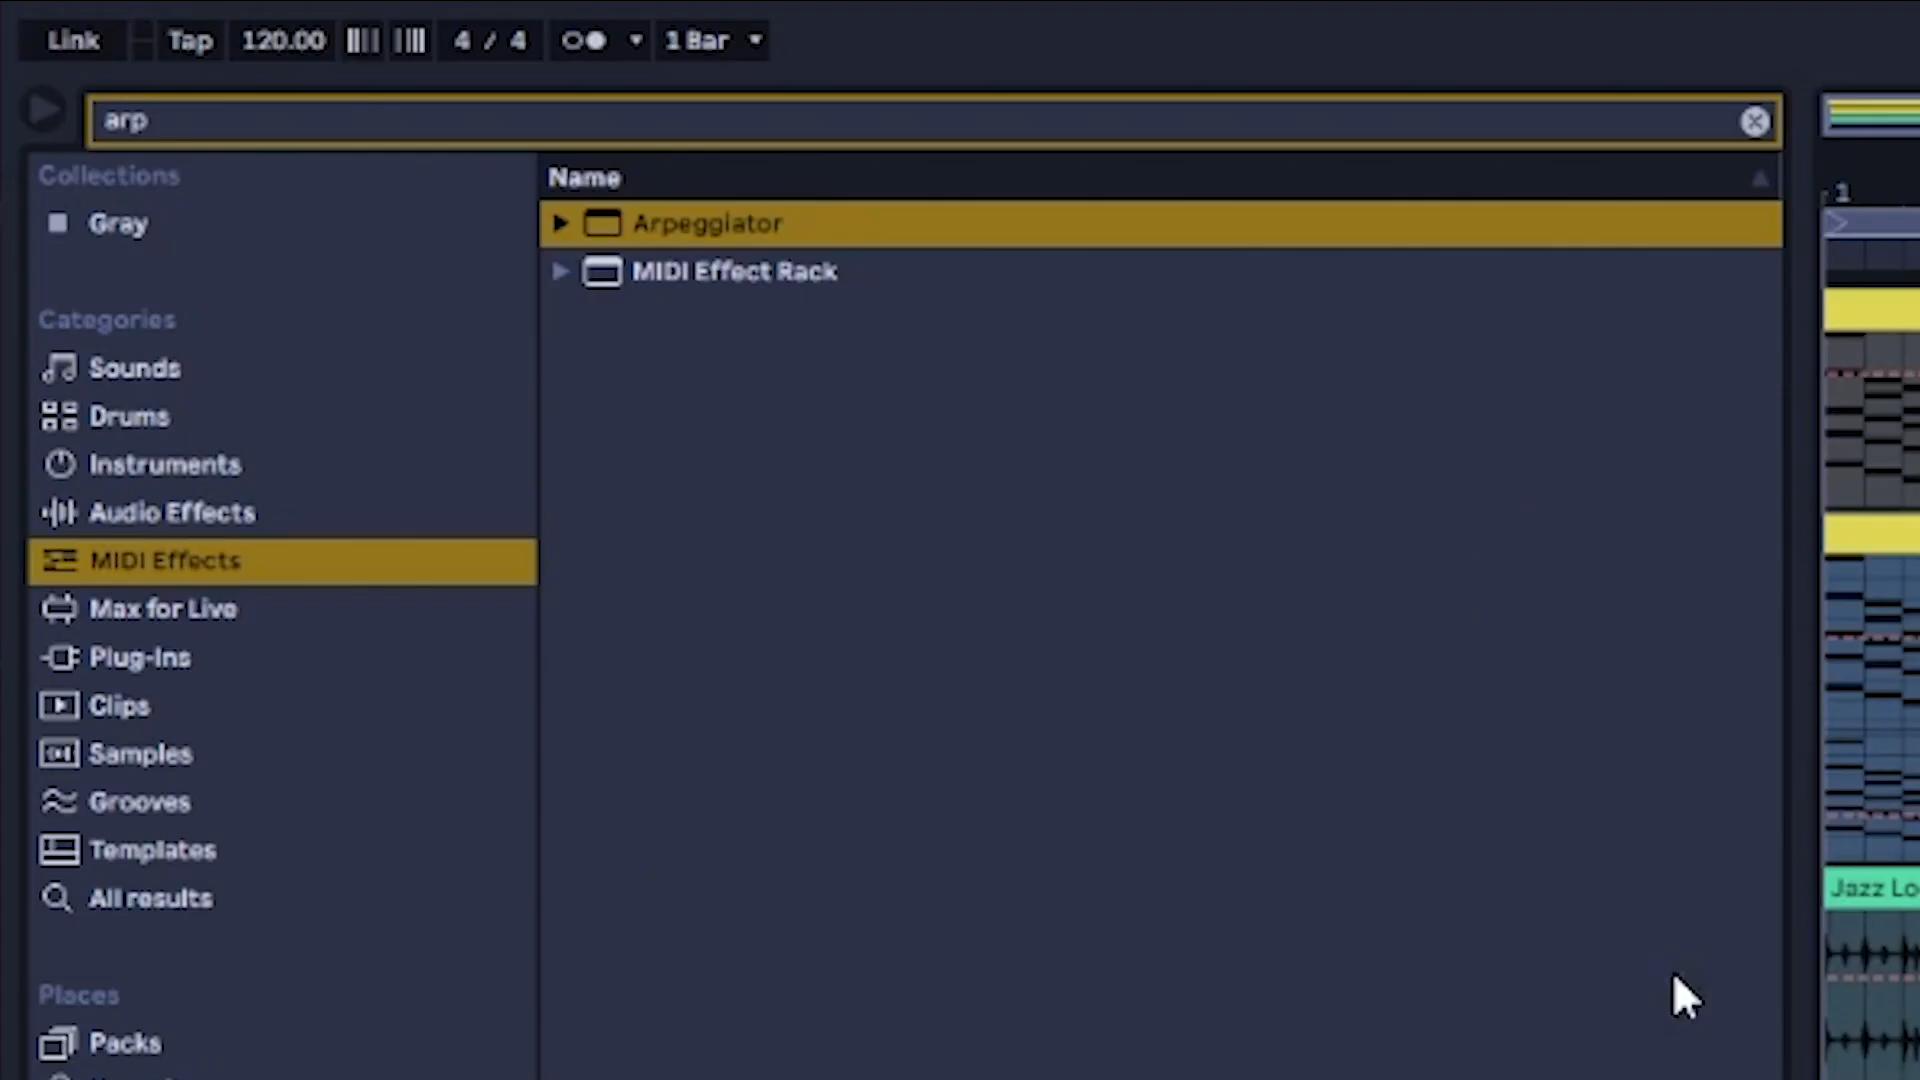 Link Tap 120.00 4 / 4 1 Bar
arp
Collections
Gray
Categories
Sounds
Drums
Instruments
Audio Effects
MIDI Effects
Max for Live
Plug-Ins
Clips
Samples
Grooves
Templates
All results
Places
Packs
Name
Arpeggiator
MIDI Effect Rack
1
Jazz Lo